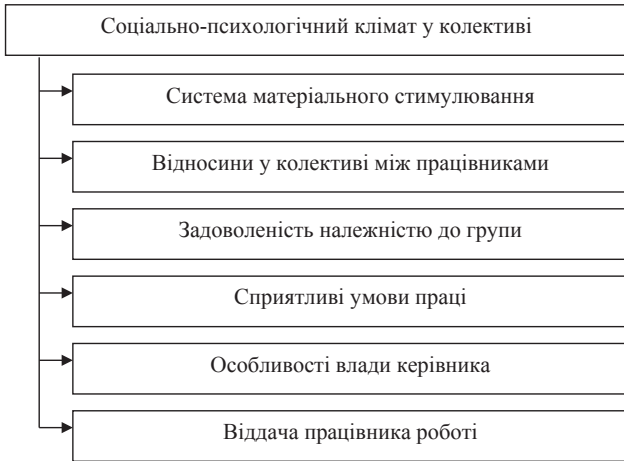 Соціально-психологічний клімат у колективі
Система матеріального стимулювання
Відносини у колективі між працівниками
Задоволеність належністю до групи
Сприятливі умови праці
Особливості влади керівника
Віддача працівника роботі